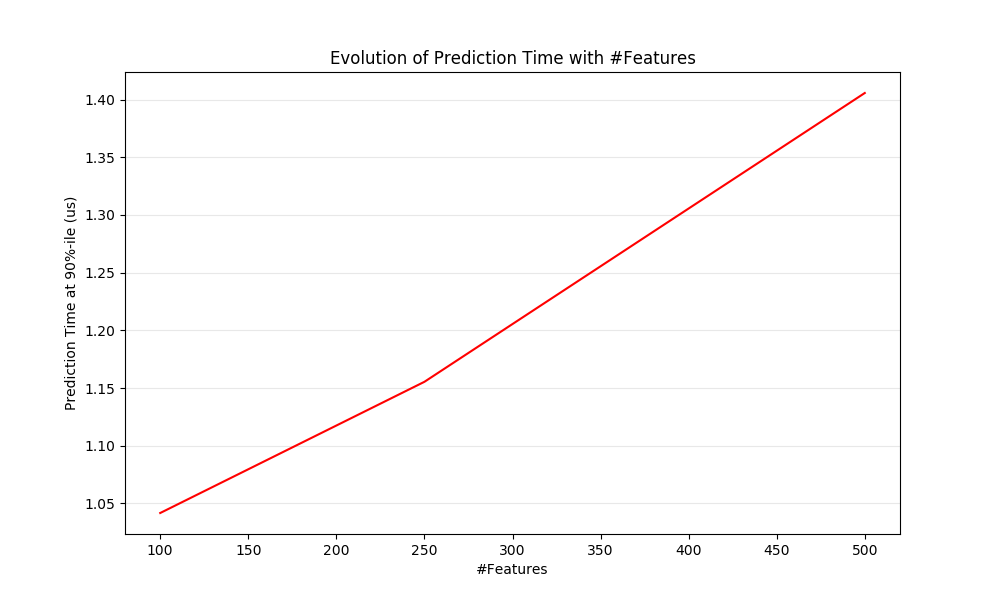 Evolution of Prediction Time with #Features
Prediction Time at 90%-ile (us)
1.40
1.35
1.30
1.25
1.20
1.15
1.10
1.05
100 150 200 250 300 350 400 450 500
#Features